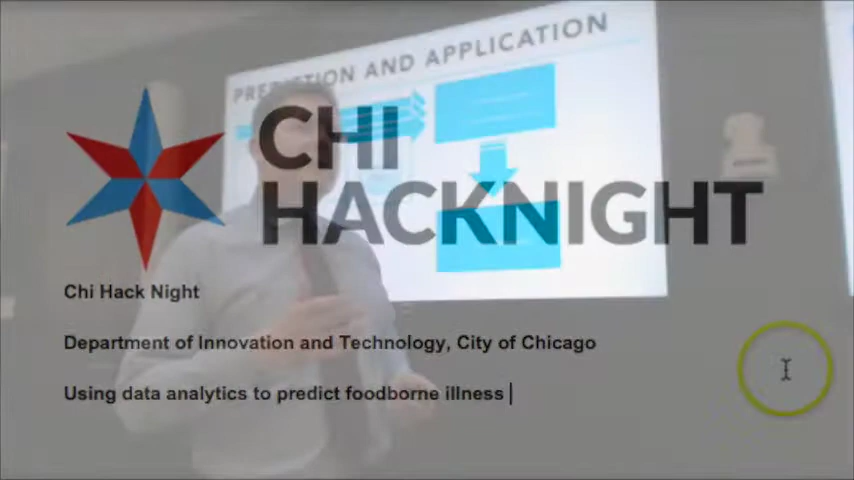 PREDICTION AND APPLICATION
CHI
HACKNIGHT
Chi Hack Night
Department of Innovation and Technology, City of Chicago
Using data analytics to predict foodborne illness